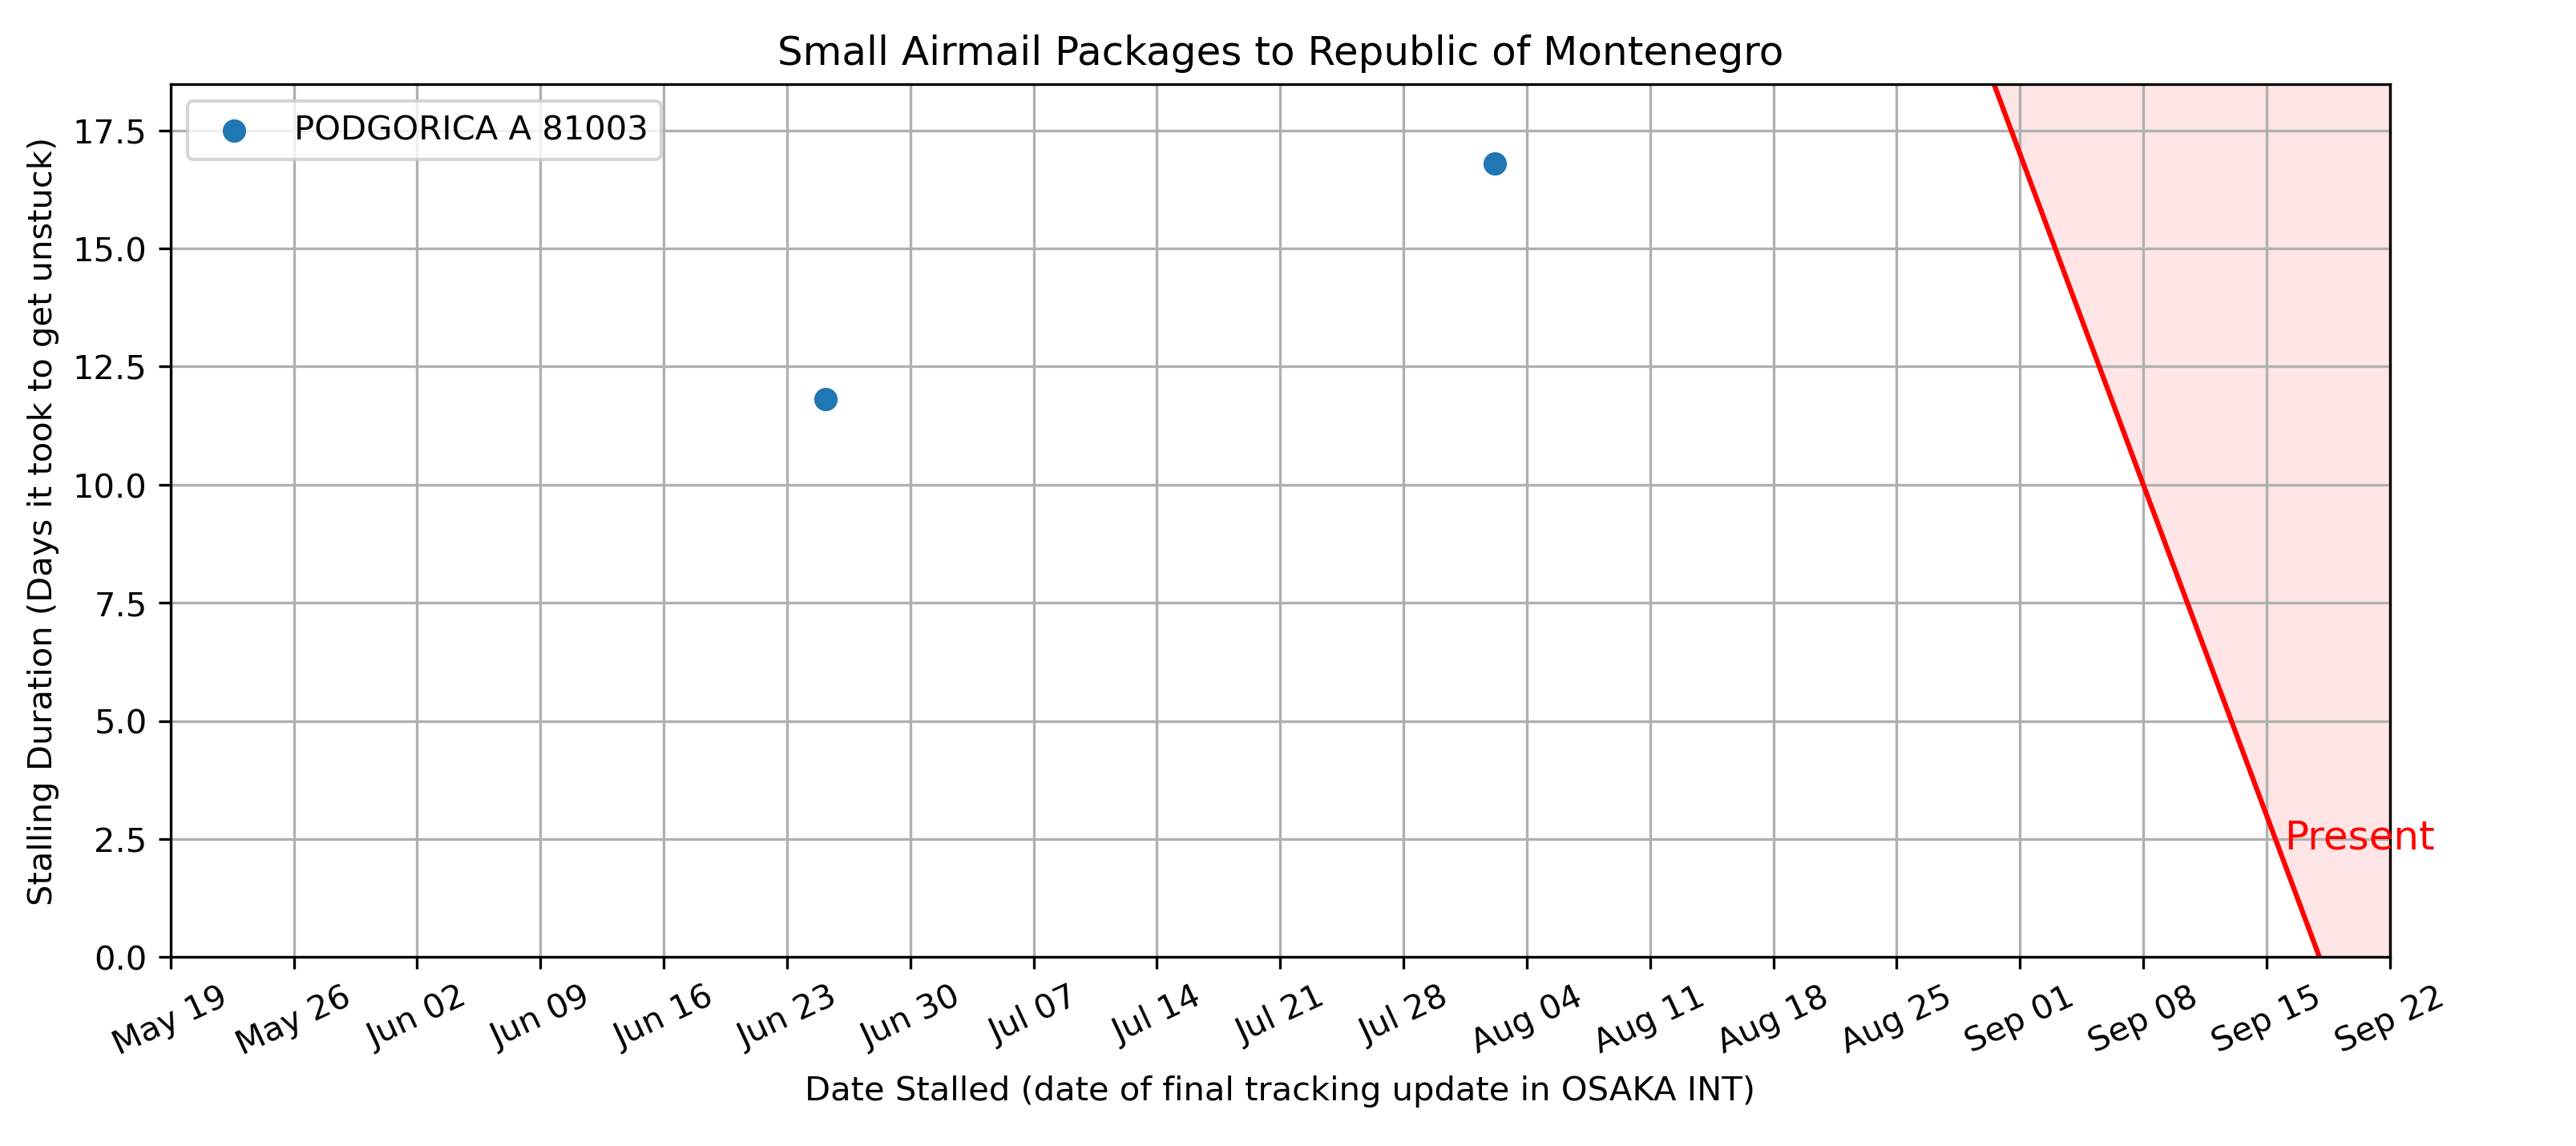 Small Airmail Packages to Republic of Montenegro
PODGORICA A 81003
Stalling Duration (Days it took to get unstuck)
17.5
15.0
12.5
10.0
7.5
5.0
2.5
0.0
Present
May 19
May 26
Jun 02
Jun 09
Jun 16
Jun 23
Jun 30
Jul 07
Jul 14
Jul 21
Jul 28
Aug 04
Aug 11
Aug 18
Aug 25
Sep 01
Sep 08
Sep 15
Sep 22
Date Stalled (date of final tracking update in OSAKA INT)